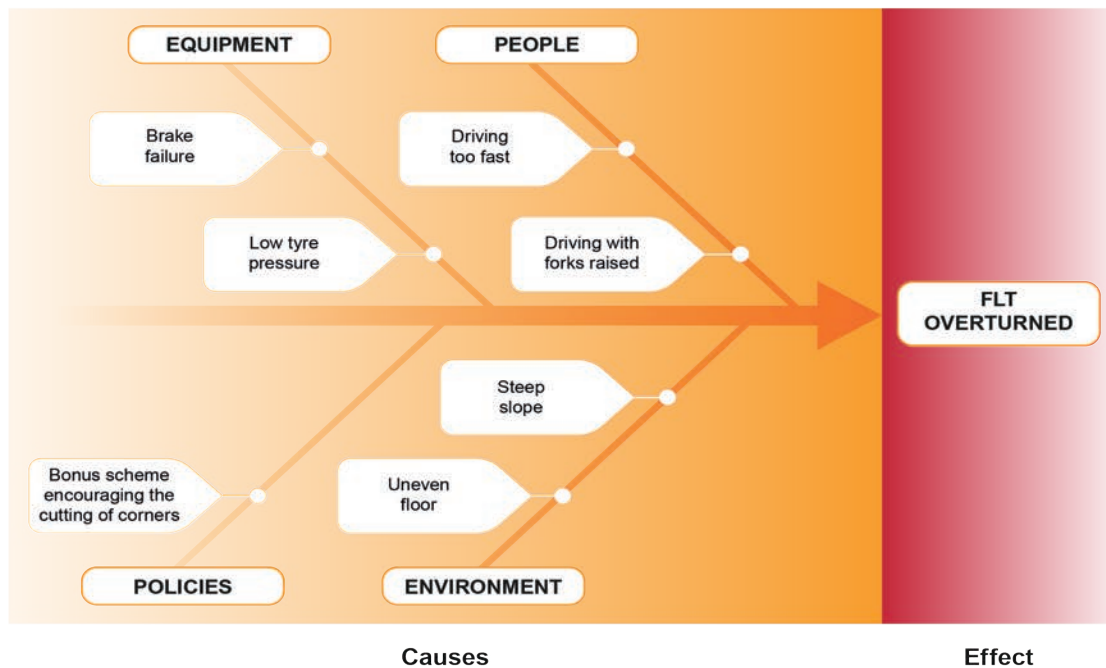 EQUIPMENT
PEOPLE
Brake
failure
Driving
too fast
Low tyre
pressure
Driving with
forks raised
FLT
OVERTURNED
Steep
slope
Bonus scheme
encouraging the
cutting of corners
Uneven
floor
POLICIES
ENVIRONMENT
Causes
Effect